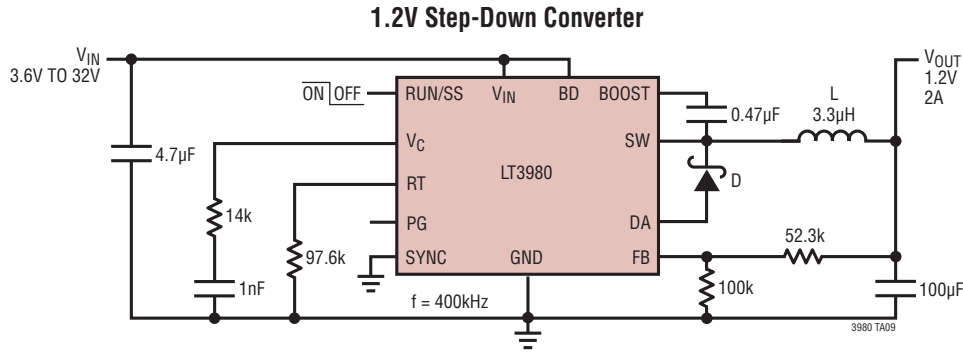 1.2V Step-Down Converter
VIN
3.6V TO 32V
ON OFF
RUN/SS
VIN
BD
BOOST
0.47µF
L
3.3µH
VOUT
1.2V
2A
4.7µF
VC
SW
LT3980
D
RT
14k
PG
DA
97.6k
SYNC
GND
FB
52.3k
1nF
f = 400kHz
100k
100µF
3980 TA09